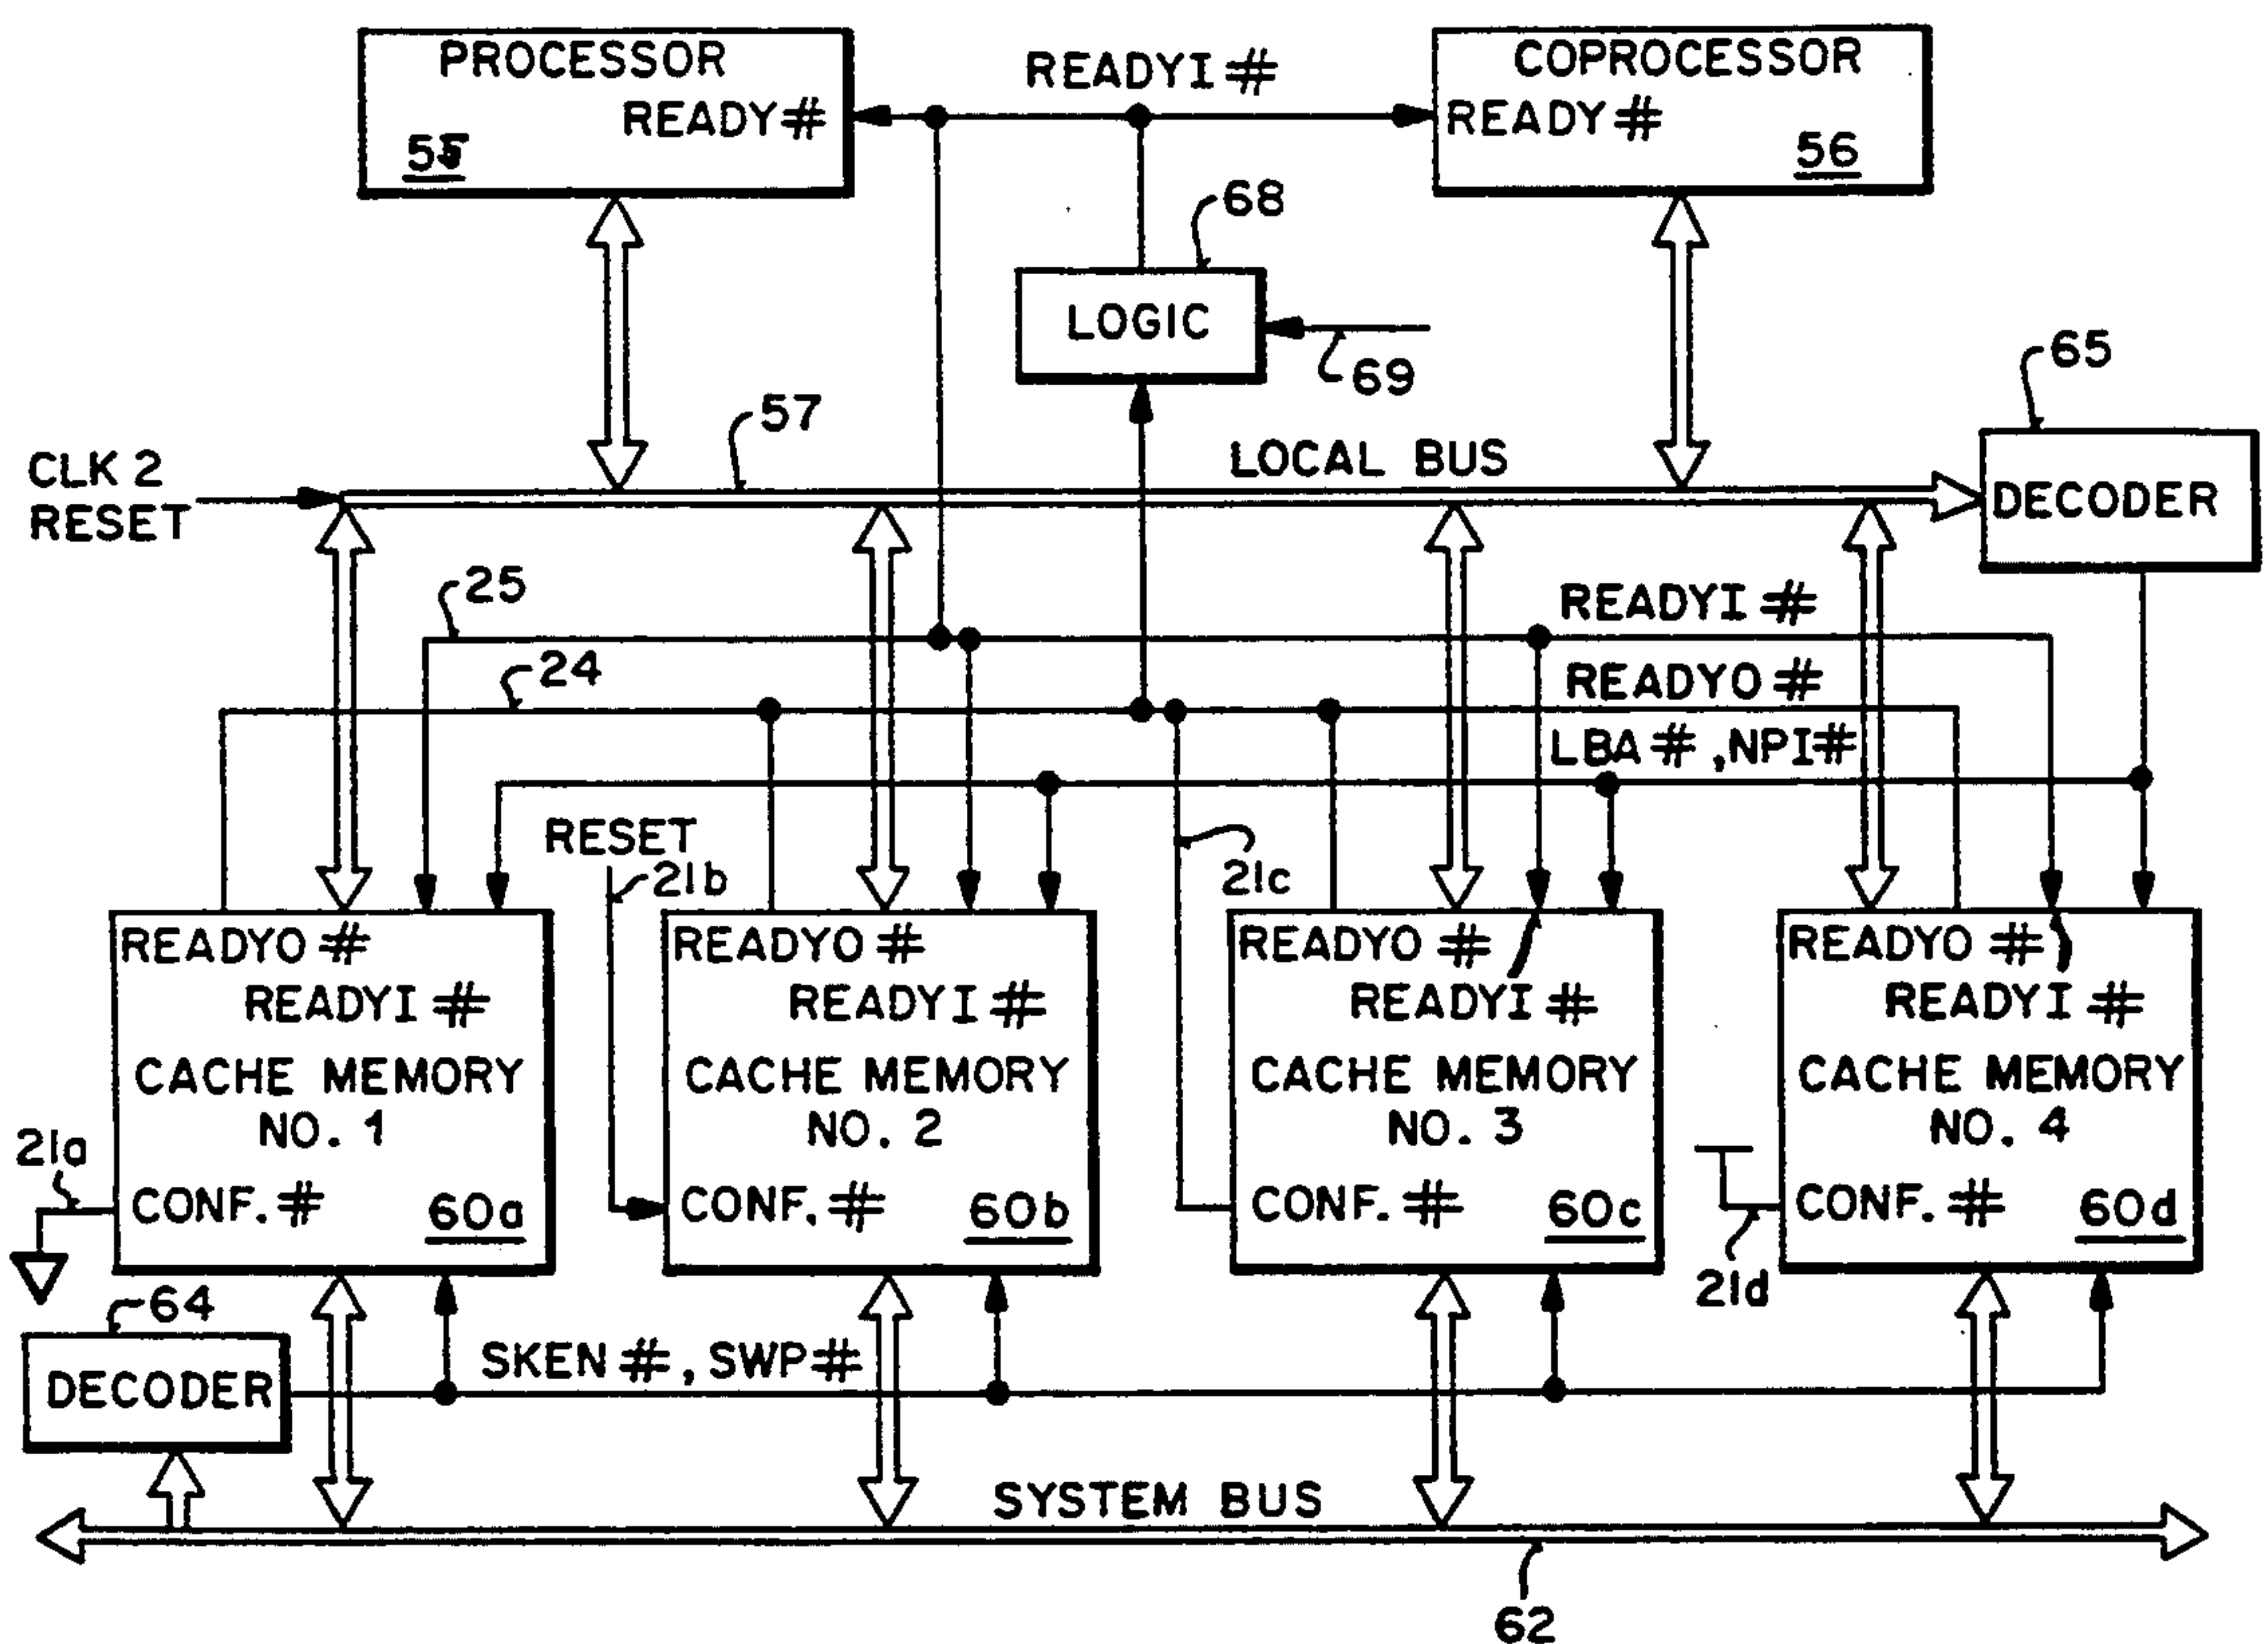 PROCESSOR
READY #
55
READYI #
COPROCESSOR
READY #
56
68
LOGIC
69
65
DECODER
57
CLK 2
RESET
LOCAL BUS
25
READYI #
24
READYO #
LBA # ,NPI #
RESET
21b
21c
READYO #
READYI #
CACHE MEMORY
NO. 1
CONF. #
60a
21a
READYO #
READYI #
CACHE MEMORY
NO. 2
CONF. #
60b
READYO #
READYI #
CACHE MEMORY
NO. 3
CONF. #
60c
READYO #
READYI #
CACHE MEMORY
NO. 4
CONF. #
60d
21d
64
DECODER
SKEN #, SWP #
SYSTEM BUS
62